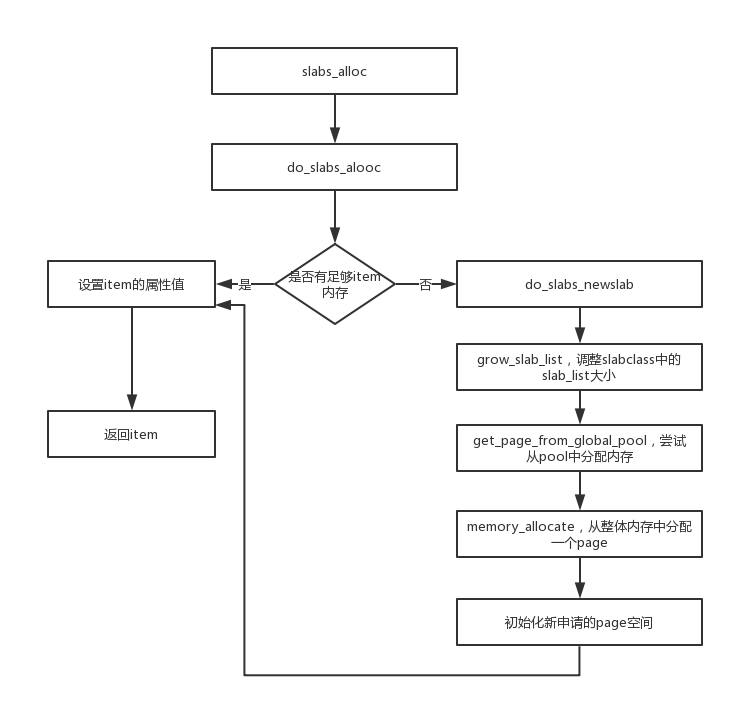 slabs_alloc
do_slabs_alooc
是否有足够item
内存
是
否
设置item的属性值
do_slabs_newslab
grow_slab_list，调整slabclass中的
slab_list大小
返回item
get_page_from_global_pool，尝试
从pool中分配内存
memory_allocate，从整体内存中分配
一个page
初始化新申请的page空间